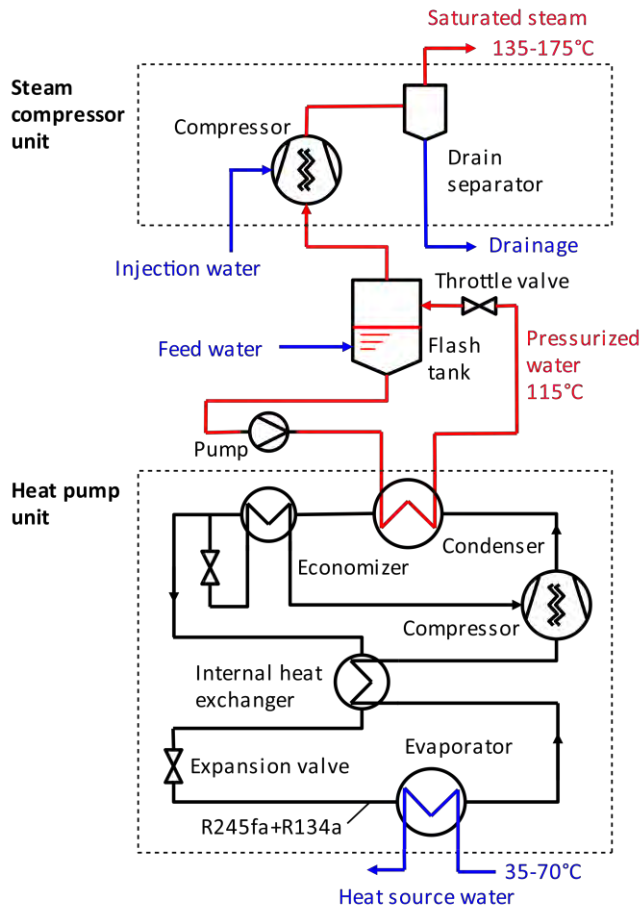 Saturated steam
135-175°C
Steam
compressor
unit
Compressor
Drain
separator
Injection water
Drainage
Throttle valve
Feed water
Flash
tank
Pressurized
water
115°C
Pump
Heat pump
unit
Condenser
Economizer
Compressor
Internal heat
exchanger
Evaporator
Expansion valve
R245fa+R134a
35-70°C
Heat source water